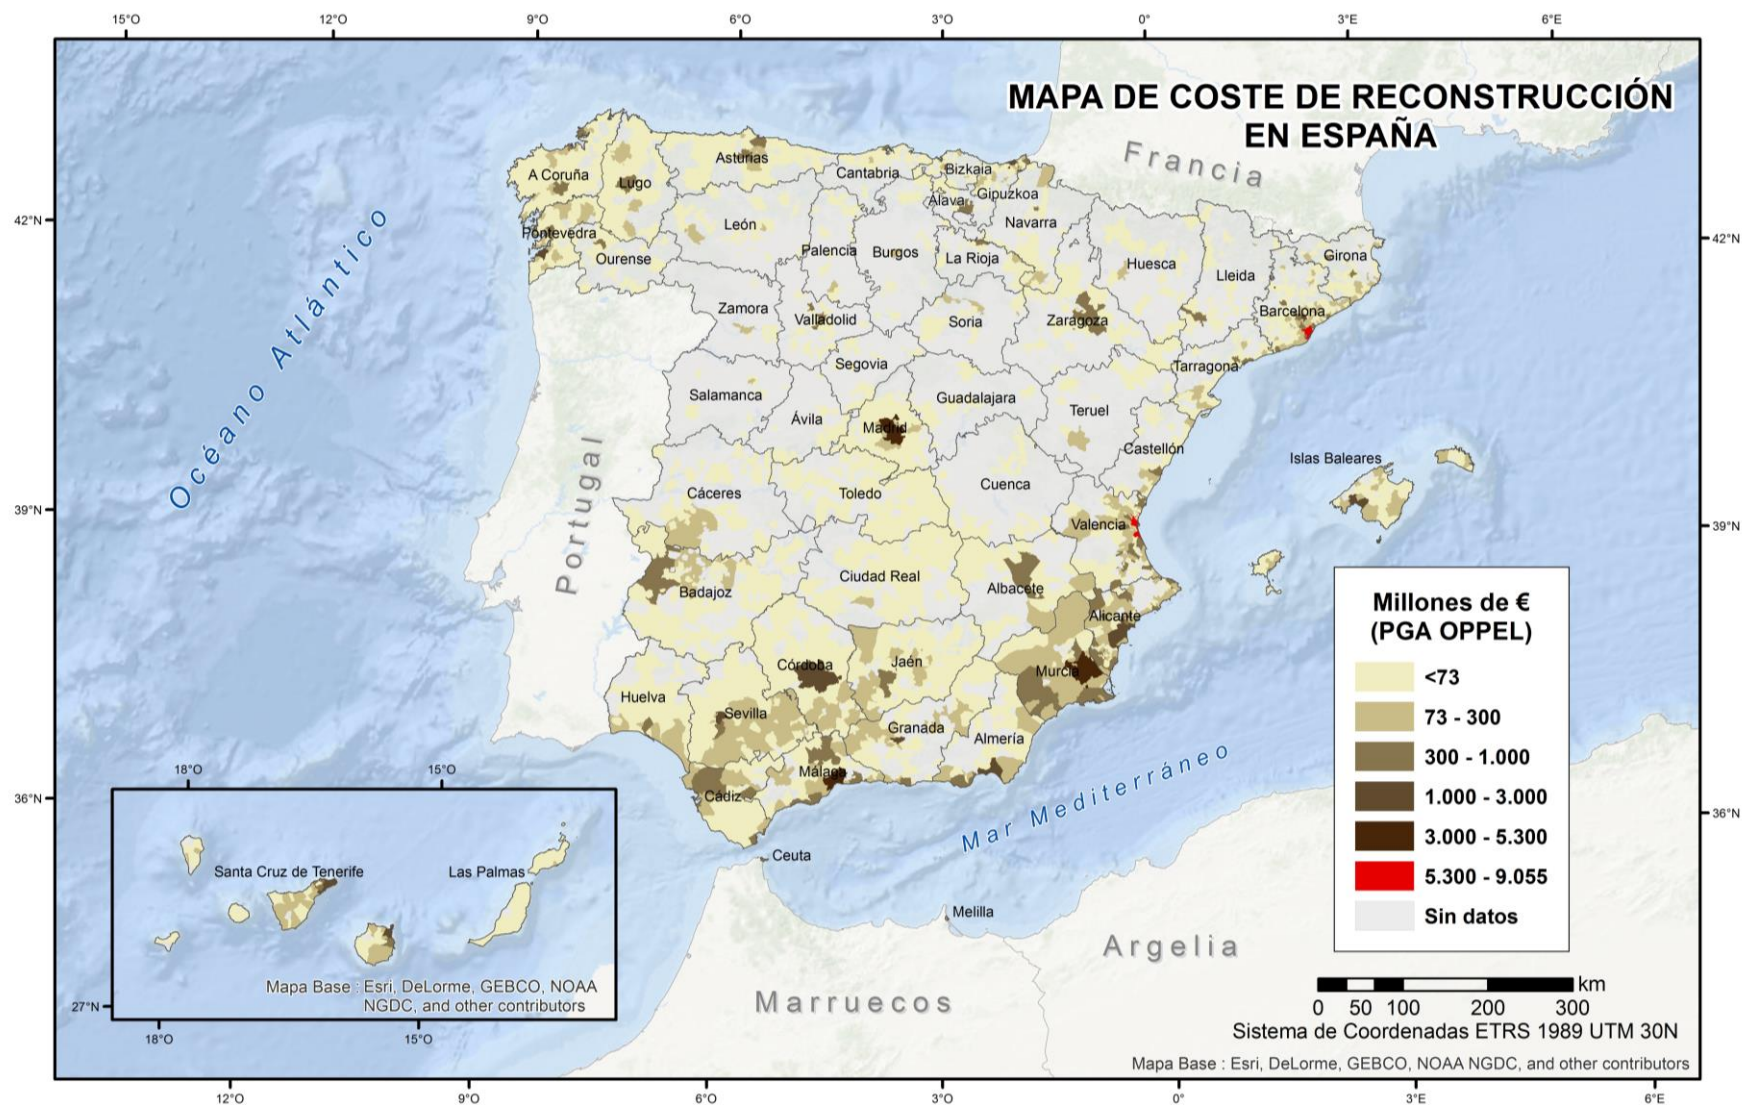 15°O 12°O 9°O 6°O 3°O 0° 3°E 6°E
MAPA DE COSTE DE RECONSTRUCCIÓN
EN ESPAÑA
Francia
Océano Atlántico
Portugal
Mar Mediterráneo
Marruecos
Argelia
42°N
39°N
36°N
42°N
39°N
36°N
A Coruña
Lugo
Asturias
Cantabria
Bizkaia
Gipuzkoa
Álava
Navarra
Pontevedra
Ourense
León
Palencia
Burgos
La Rioja
Huesca
Lleida
Girona
Barcelona
Zamora
Valladolid
Soria
Zaragoza
Tarragona
Segovia
Salamanca
Ávila
Madrid
Guadalajara
Teruel
Castellón
Islas Baleares
Cáceres
Toledo
Cuenca
Valencia
Badajoz
Ciudad Real
Albacete
Alicante
Córdoba
Jaén
Murcia
Huelva
Sevilla
Granada
Almería
Málaga
Cádiz
Ceuta
Melilla
Millones de €
(PGA OPPEL)
<73
73 - 300
300 - 1.000
1.000 - 3.000
3.000 - 5.300
5.300 - 9.055
Sin datos
18°O 15°O
Santa Cruz de Tenerife
Las Palmas
Mapa Base : Esri, DeLorme, GEBCO, NOAA
NGDC, and other contributors
27°N
18°O 15°O
km
0 50 100 200 300
Sistema de Coordenadas ETRS 1989 UTM 30N
Mapa Base : Esri, DeLorme, GEBCO, NOAA NGDC, and other contributors
12°O 9°O 6°O 3°O 0° 3°E 6°E